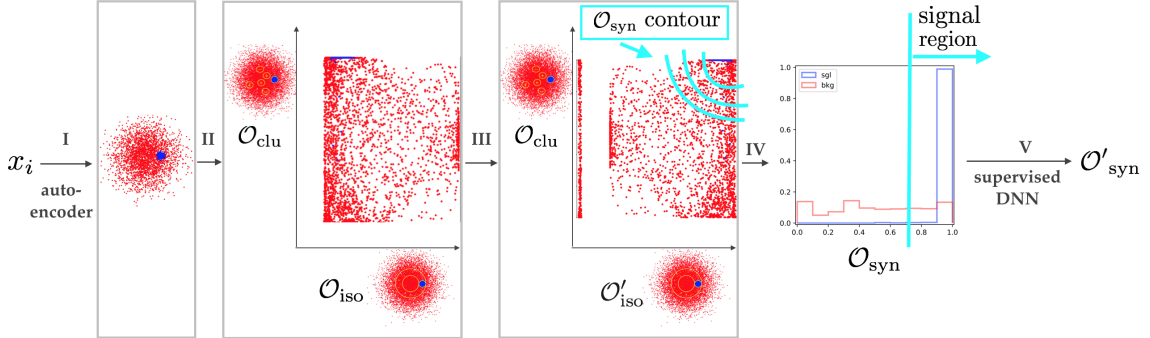 I
x_i
auto-
encoder
II
O_clu
O_iso
III
O_clu
O'_iso
O_syn contour
IV
signal
region
sgl
bkg
1.0
0.8
0.6
0.4
0.2
0.0
0.0 0.2 0.4 0.6 0.8 1.0
O_syn
V
supervised
DNN
O'_syn